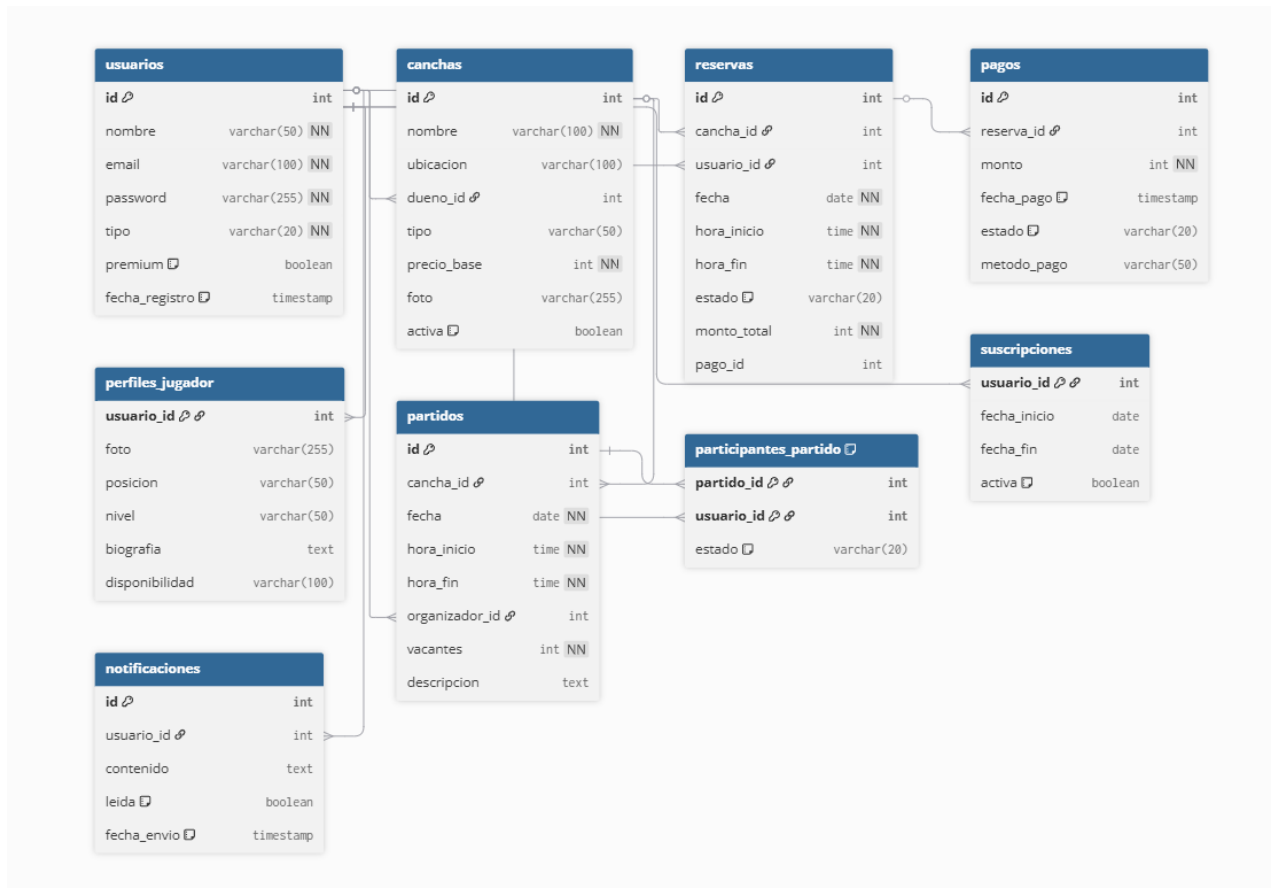 usuarios
id int
nombre varchar(50) NN
email varchar(100) NN
password varchar(255) NN
tipo varchar(20) NN
premium boolean
fecha_registro timestamp
canchas
id int
nombre varchar(100) NN
ubicacion varchar(100)
dueno_id int
tipo varchar(50)
precio_base int NN
foto varchar(255)
activa boolean
reservas
id int
cancha_id int
usuario_id int
fecha date NN
hora_inicio time NN
hora_fin time NN
estado varchar(20)
monto_total int NN
pago_id int
pagos
id int
reserva_id int
monto int NN
fecha_pago timestamp
estado varchar(20)
metodo_pago varchar(50)
suscripciones
usuario_id int
fecha_inicio date
fecha_fin date
activa boolean
perfiles_jugador
usuario_id int
foto varchar(255)
posicion varchar(50)
nivel varchar(50)
biografia text
disponibilidad varchar(100)
partidos
id int
cancha_id int
fecha date NN
hora_inicio time NN
hora_fin time NN
organizador_id int
vacantes int NN
descripcion text
participantes_partido
partido_id int
usuario_id int
estado varchar(20)
notificaciones
id int
usuario_id int
contenido text
leida boolean
fecha_envio timestamp